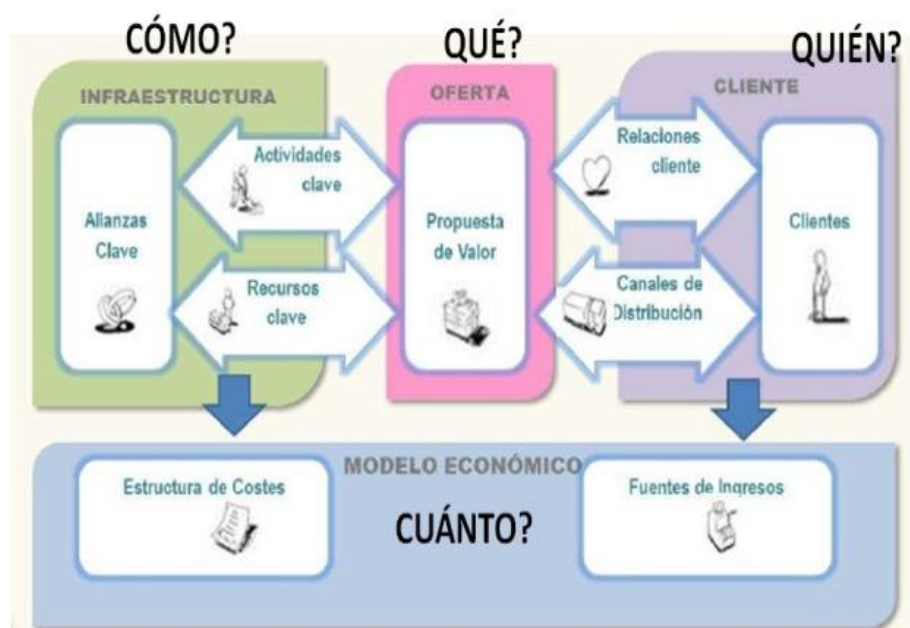 CÓMO?
QUÉ?
QUIÉN?
INFRAESTRUCTURA
OFERTA
CLIENTE
Actividades
clave
Relaciones
cliente
Alianzas
Clave
Propuesta
de Valor
Clientes
Recursos
clave
Canales de
Distribución
MODELO ECONÓMICO
Estructura de Costes
Fuentes de Ingresos
CUÁNTO?